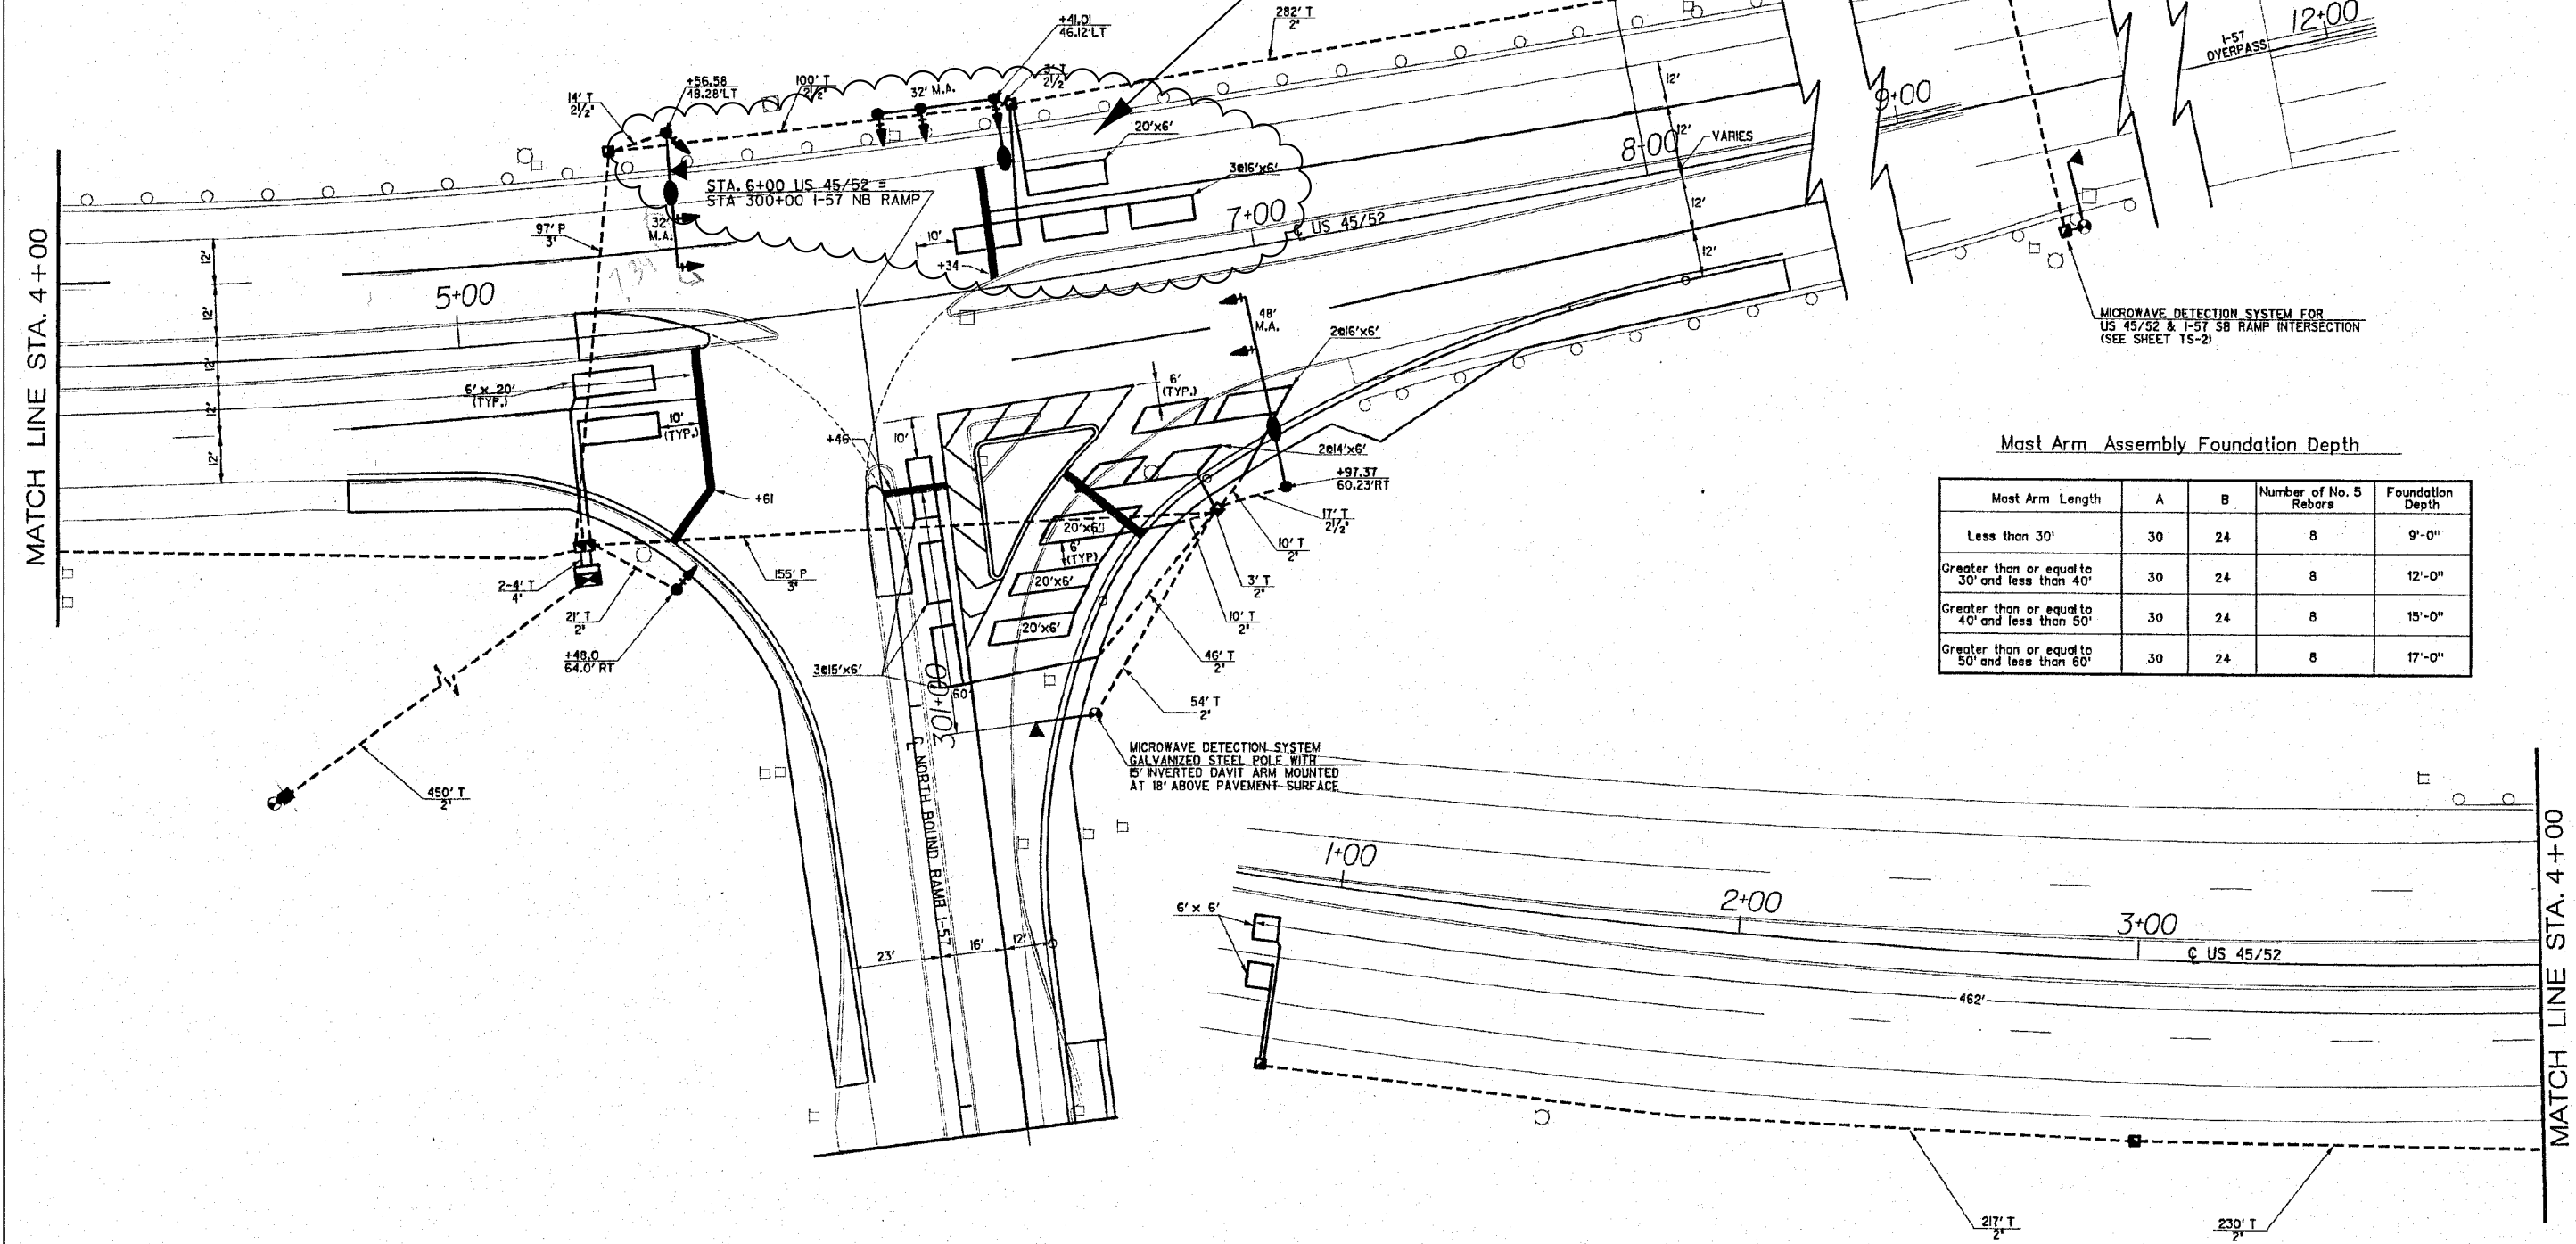 +41.01
46.12'LT
282' T
2"
12+00
I-57
OVERPASS
14' T
2½"
+56.58
48.28'LT
100' T
2½"
32' M.A.
3' T
2½"
20'x6'
12'
9+00
12'
VARIES
8+00
STA. 6+00 US 45/52 =
STA 300+00 I-57 NB RAMP
3@16'x6'
7+00
℄ US 45/52
97' P
3"
32'
M.A.
10'
+34
12'
12'
MATCH LINE STA. 4+00
12'
12'
12'
12'
12'
5+00
48'
M.A.
2@16'x6'
MICROWAVE DETECTION SYSTEM FOR
US 45/52 & I-57 SB RAMP INTERSECTION
(SEE SHEET TS-2)
6' x 20'
(TYP.)
10'
(TYP.)
6'
(TYP.)
+46
10'
2@14'x6'
+97.37
60.23'RT
+61
17' T
2½"
20'x6'
6'
(TYP)
10' T
2"
2-4' T
4"
155' P
3"
20'x6'
3' T
2"
21' T
2"
10' T
2"
20'x6'
+48.0
64.0' RT
46' T
2"
3@15'x6'
60'
301+00
54' T
2"
Mast Arm Assembly Foundation Depth
Mast Arm Length A B Number of No. 5 Rebars Foundation Depth
Less than 30' 30 24 8 9'-0"
Greater than or equal to 30' and less than 40' 30 24 8 12'-0"
Greater than or equal to 40' and less than 50' 30 24 8 15'-0"
Greater than or equal to 50' and less than 60' 30 24 8 17'-0"
MICROWAVE DETECTION SYSTEM
GALVANIZED STEEL POLE WITH
15' INVERTED DAVIT ARM MOUNTED
AT 18' ABOVE PAVEMENT SURFACE
450' T
2"
℄ NORTH BOUND RAMP I-57
23'
16'
12'
1+00
2+00
3+00
6' x 6'
℄ US 45/52
462'
MATCH LINE STA. 4+00
217' T
2"
230' T
2"